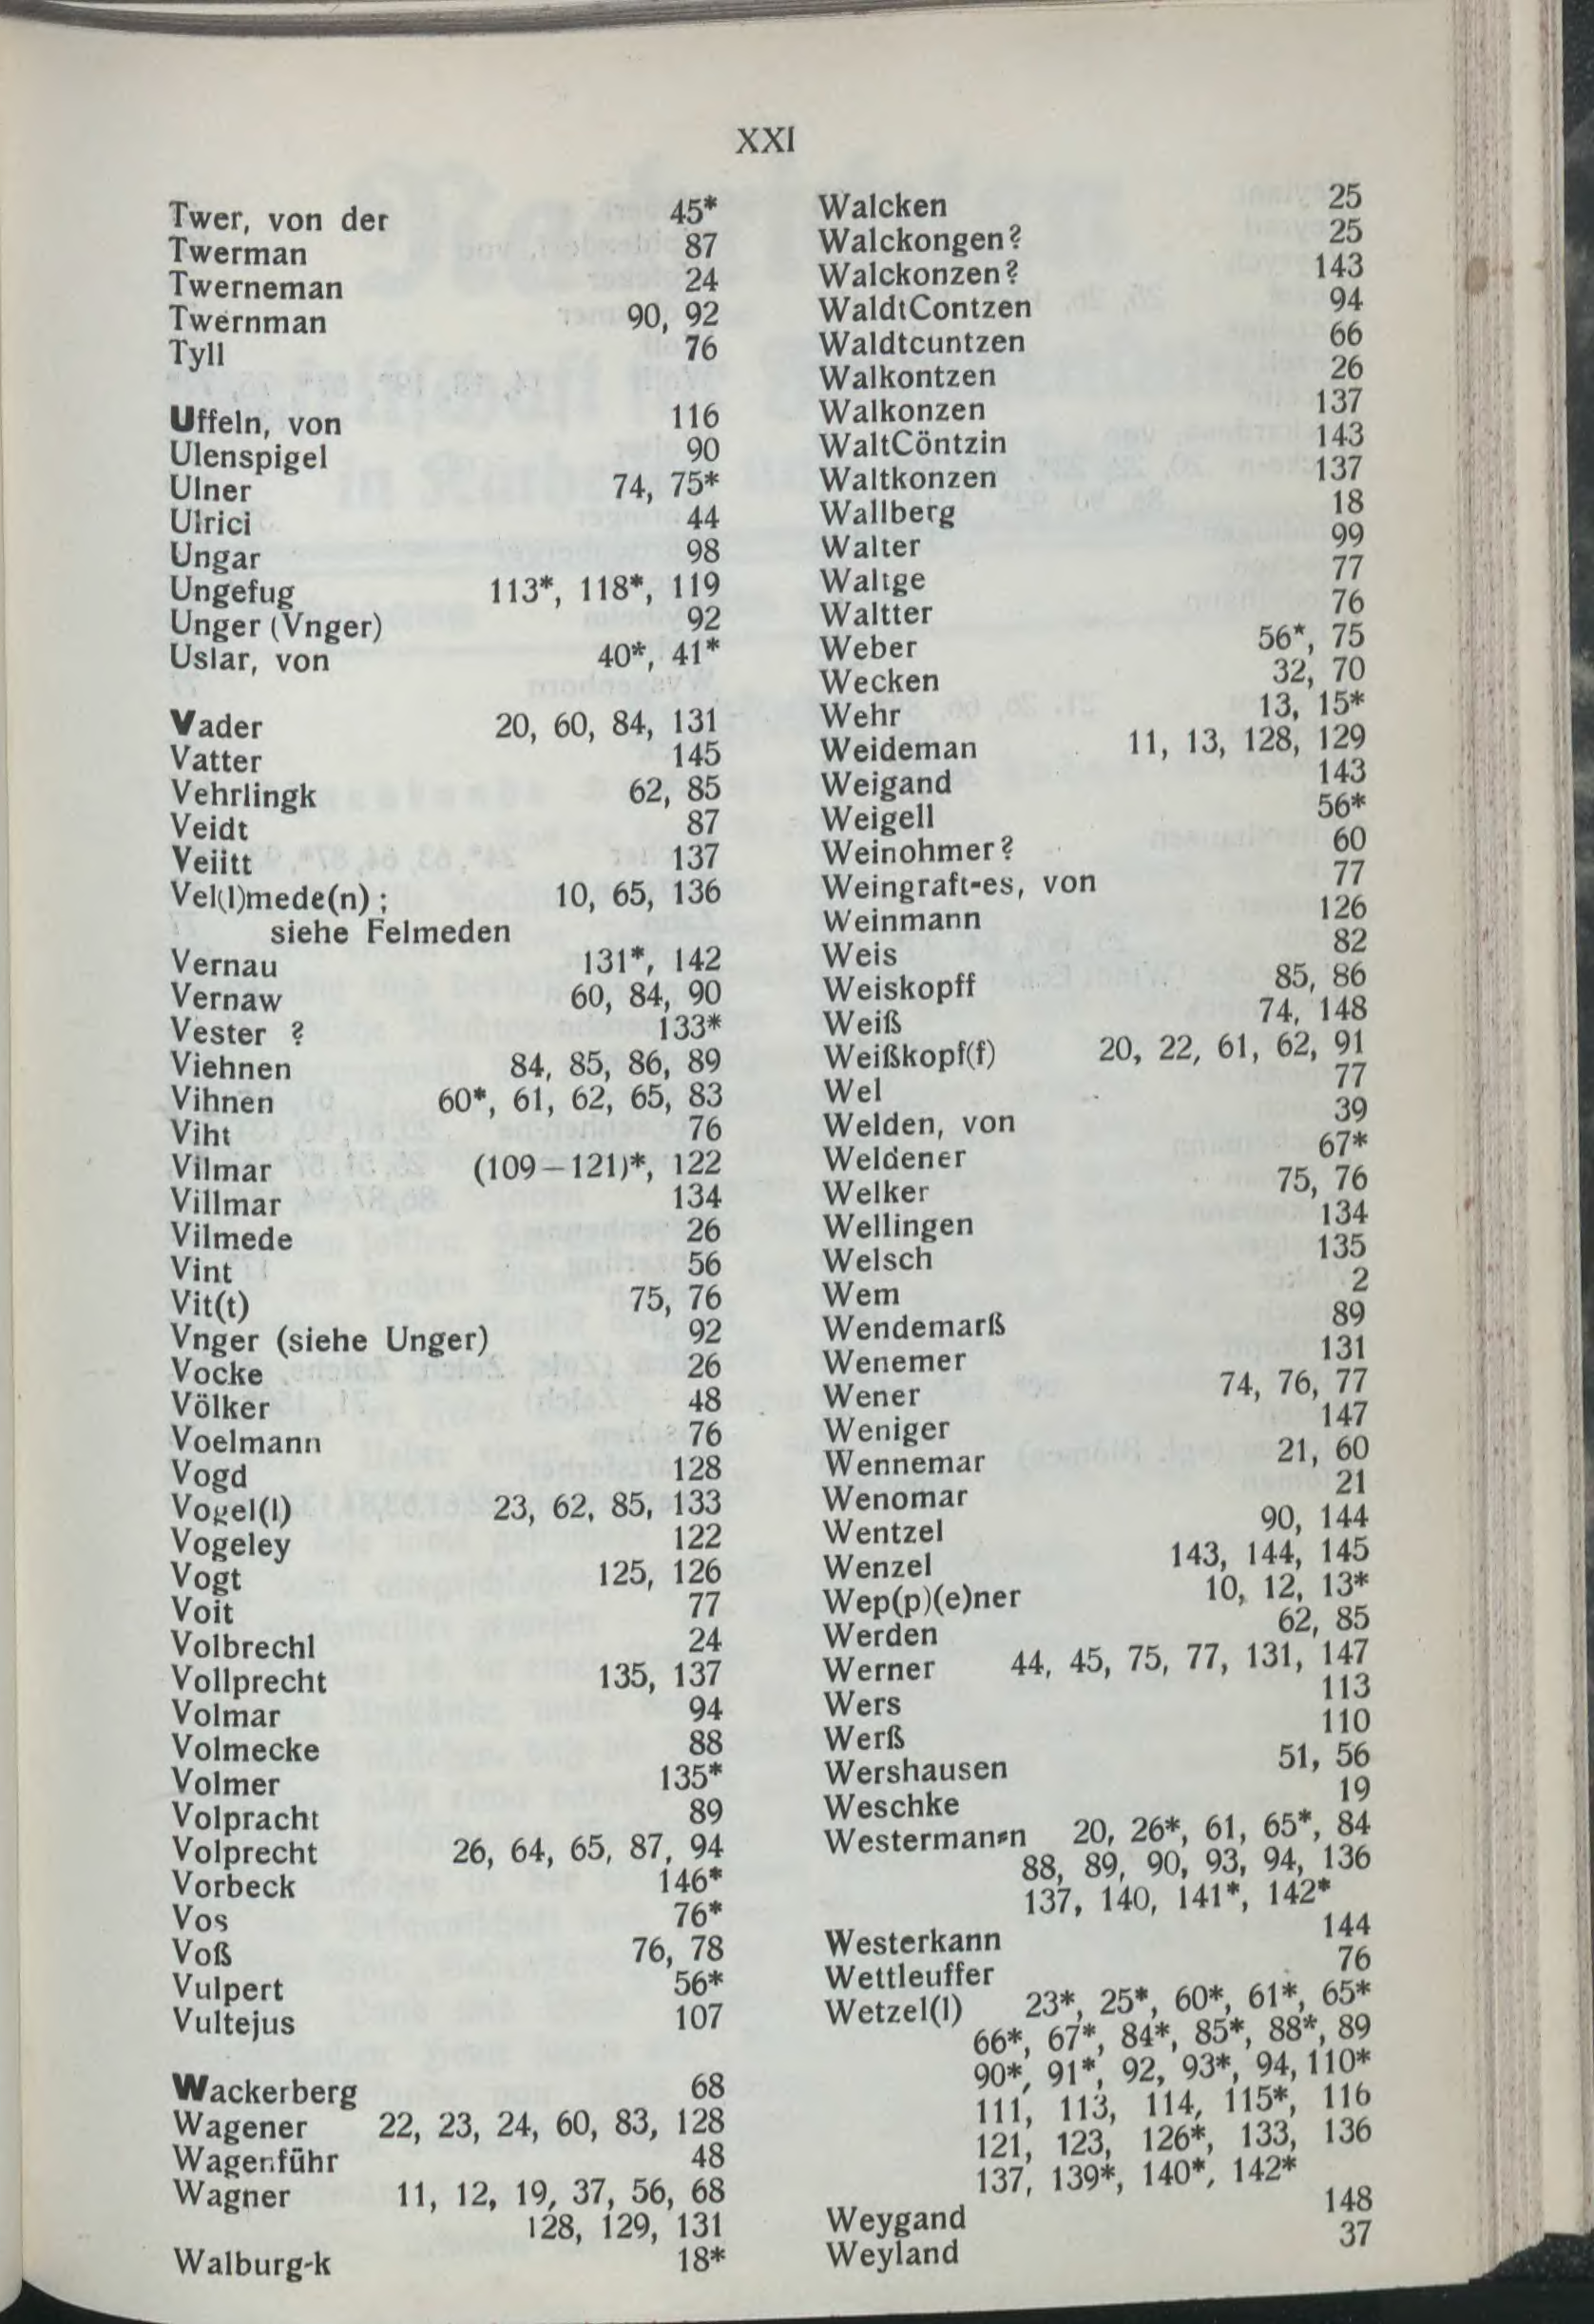 XXI
Twer, von der 45*
Twerman 87
Twerneman 24
Twernman 90, 92
Tyll 76
Uffeln, von 116
Ulenspigel 90
Ulner 74, 75*
Ulrici 44
Ungar 98
Ungefug 113*, 118*, 119
Unger (Vnger) 92
Uslar, von 40*, 41*
Vader 20, 60, 84, 131
Vatter 145
Vehrlingk 62, 85
Veidt 87
Veiitt 137
Vel(l)mede(n); 10, 65, 136
siehe Felmeden
Vernau 131*, 142
Vernaw 60, 84, 90
Vester ? 133*
Viehnen 84, 85, 86, 89
Vihnen 60*, 61, 62, 65, 83
Viht 76
Vilmar (109–121)*, 122
Villmar 134
Vilmede 26
Vint 56
Vit(t) 75, 76
Vnger (siehe Unger) 92
Vocke 26
Völker 48
Voelmann 76
Vogd 128
Vogel(l) 23, 62, 85, 133
Vogeley 122
Vogt 125, 126
Voit 77
Volbrechl 24
Vollprecht 135, 137
Volmar 94
Volmecke 88
Volmer 135*
Volpracht 89
Volprecht 26, 64, 65, 87, 94
Vorbeck 146*
Vos 76*
Voß 76, 78
Vulpert 56*
Vultejus 107
Wackerberg 68
Wagener 22, 23, 24, 60, 83, 128
Wagenführ 48
Wagner 11, 12, 19, 37, 56, 68
128, 129, 131
Walburg-k 18*
Walcken 25
Walckongen? 25
Walckonzen? 143
WaldtContzen 94
Waldtcuntzen 66
Walkontzen 26
Walkonzen 137
WaltCöntzin 143
Waltkonzen 137
Wallberg 18
Walter 99
Waltge 77
Waltter 76
Weber 56*, 75
Wecken 32, 70
Wehr 13, 15*
Weideman 11, 13, 128, 129
Weigand 143
Weigell 56*
Weinohmer? 60
Weingraft-es, von 77
Weinmann 126
Weis 82
Weiskopff 85, 86
Weiß 74, 148
Weißkopf(f) 20, 22, 61, 62, 91
Wel 77
Welden, von 39
Weldener 67*
Welker 75, 76
Wellingen 134
Welsch 135
Wem 2
Wendemarß 89
Wenemer 131
Wener 74, 76, 77
Weniger 147
Wennemar 21, 60
Wenomar 21
Wentzel 90, 144
Wenzel 143, 144, 145
Wep(p)(e)ner 10, 12, 13*
Werden 62, 85
Werner 44, 45, 75, 77, 131, 147
Wers 113
Werß 110
Wershausen 51, 56
Weschke 19
Westerman=n 20, 26*, 61, 65*, 84
88, 89, 90, 93, 94, 136
137, 140, 141*, 142*
Westerkann 144
Wettleuffer 76
Wetzel(l) 23*, 25*, 60*, 61*, 65*
66*, 67*, 84*, 85*, 88*, 89
90*, 91*, 92, 93*, 94, 110*
111, 113, 114, 115*, 116
121, 123, 126*, 133, 136
137, 139*, 140*, 142*
Weygand 148
Weyland 37